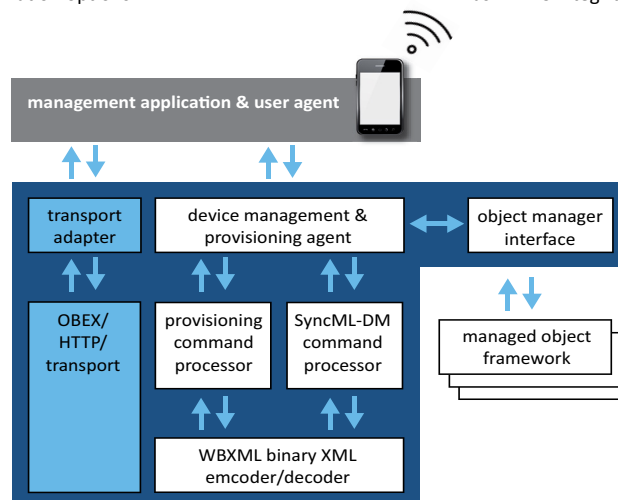 management application & user agent
transport
adapter
device management &
provisioning agent
object manager
interface
OBEX/
HTTP/
transport
provisioning
command
processor
SyncML-DM
command
processor
managed object
framework
WBXML binary XML
emcoder/decoder